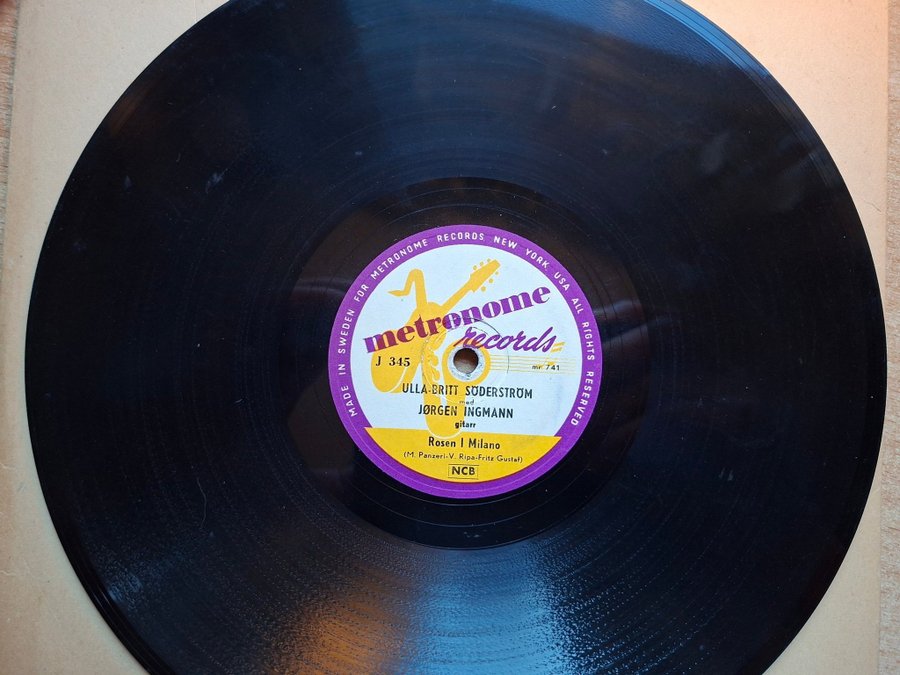 MADE IN SWEDEN FOR METRONOME RECORDS NEW YORK USA ALL RIGHTS RESERVED
metronome
records
J 345
mr. 741
ULLA-BRITT SÖDERSTRÖM
med
JØRGEN INGMANN
gitarr
Rosen I Milano
(M. Panzeri-V. Ripa-Fritz Gustaf)
NCB